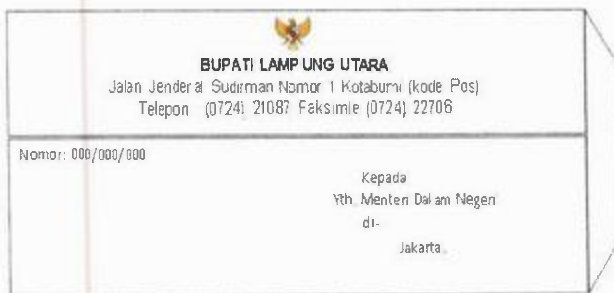 BUPATI LAMPUNG UTARA
Jalan Jenderal Sudirman Nomor 1 Kotabumi (kode Pos)
Telepon (0724) 21087 Faksimile (0724) 22706
Nomor: 000/000/000
Kepada
Yth. Menteri Dalam Negeri
di-
Jakarta.